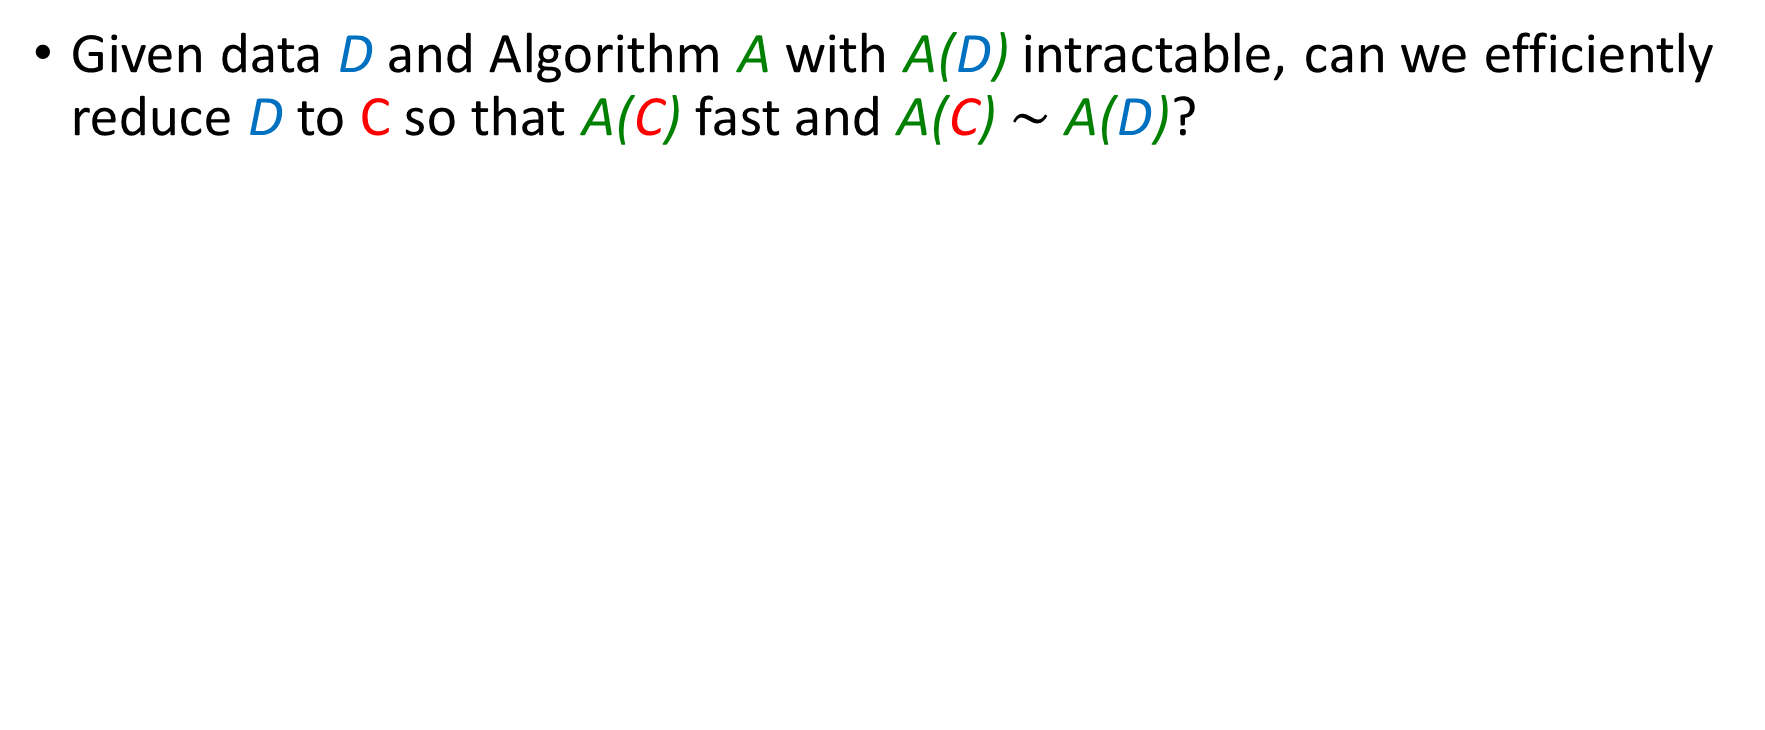 • Given data D and Algorithm A with A(D) intractable, can we efficiently
reduce D to C so that A(C) fast and A(C) ~ A(D)?